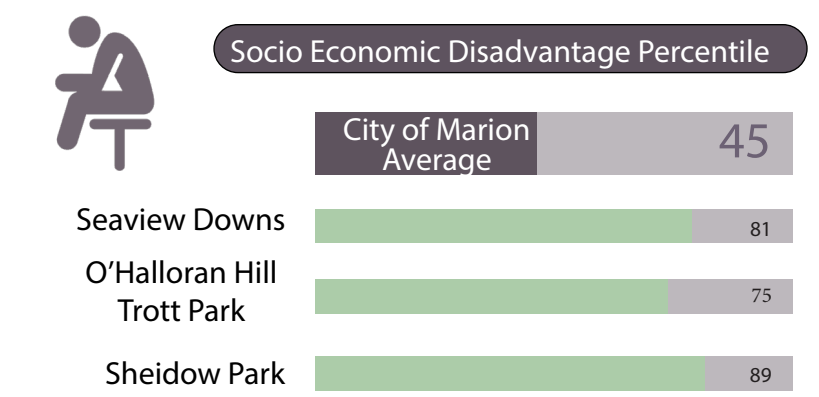 Socio Economic Disadvantage Percentile
City of Marion
Average
45
Seaview Downs
81
O'Halloran Hill
Trott Park
75
Sheidow Park
89